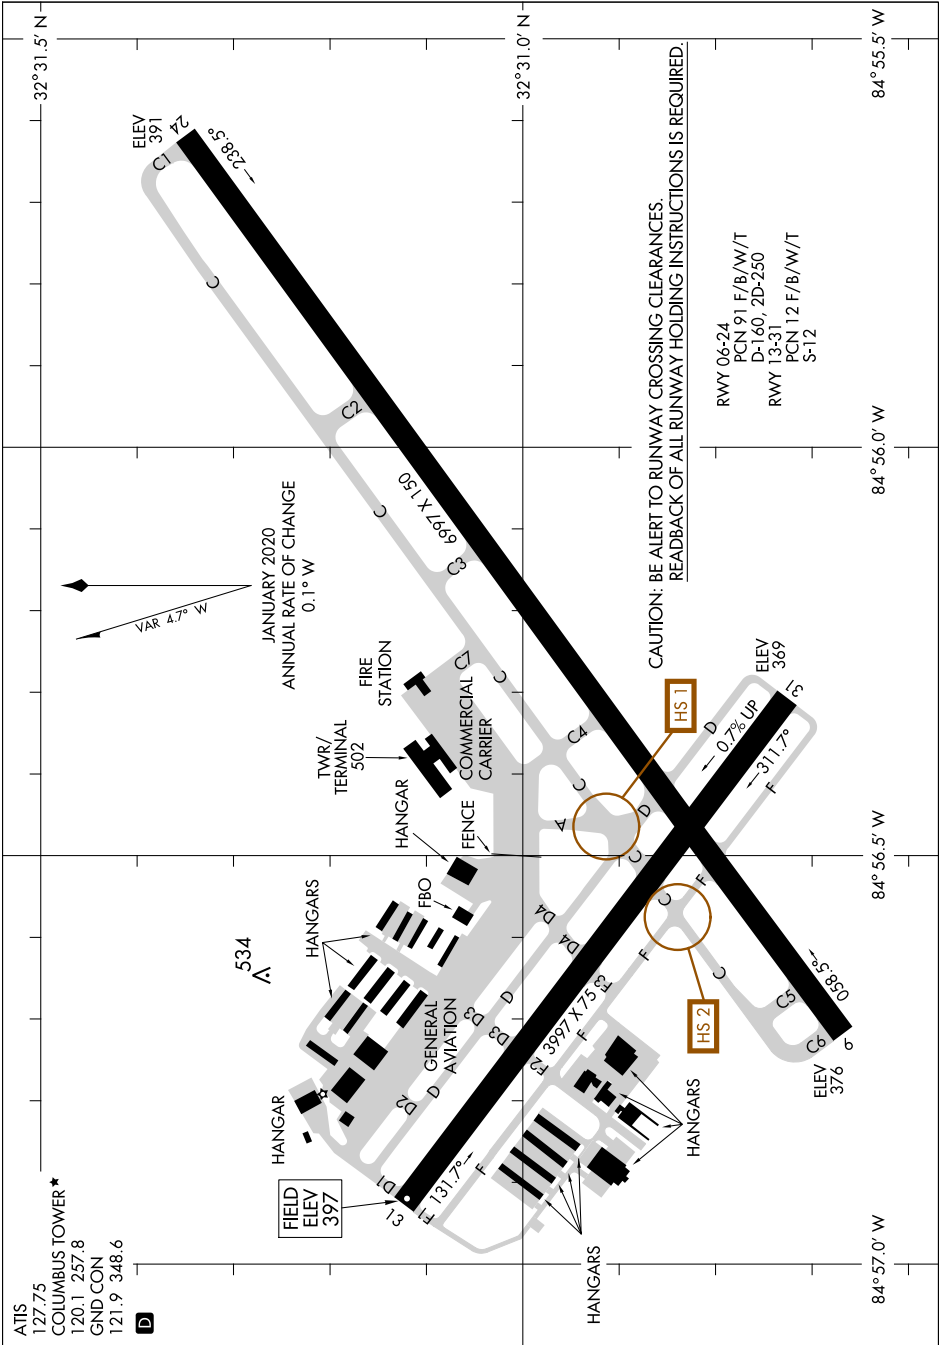 ATIS
127.75
COLUMBUS TOWER★
120.1 257.8
GND CON
121.9 348.6
D
32°31.5' N
32°31.0' N
84°55.5' W
84°56.0' W
84°56.5' W
84°57.0' W
ELEV
391
24
←238.5°
C1
C
C2
6997 X 150
C
C3
C7
C
C4
C
VAR 4.7° W
JANUARY 2020
ANNUAL RATE OF CHANGE
0.1° W
FIRE
STATION
TWR/
TERMINAL
502
COMMERCIAL
CARRIER
HANGAR
FENCE
FBO
HANGARS
534
GENERAL
AVIATION
HANGAR
FIELD
ELEV
397
13
131.7°→
D1
D2
D
D3
D3
D
D4
D4
A
D
C
HS 1
D
←0.7% UP
←311.7°
F
31
ELEV
369
F1
F
F2
3997 X 75
F3
F
F
F
C
C
HS 2
C5
C6
6
058.5°→
ELEV
376
HANGARS
HANGARS
CAUTION: BE ALERT TO RUNWAY CROSSING CLEARANCES.
READBACK OF ALL RUNWAY HOLDING INSTRUCTIONS IS REQUIRED.
RWY 06-24
PCN 91 F/B/W/T
D-160, 2D-250
RWY 13-31
PCN 12 F/B/W/T
S-12